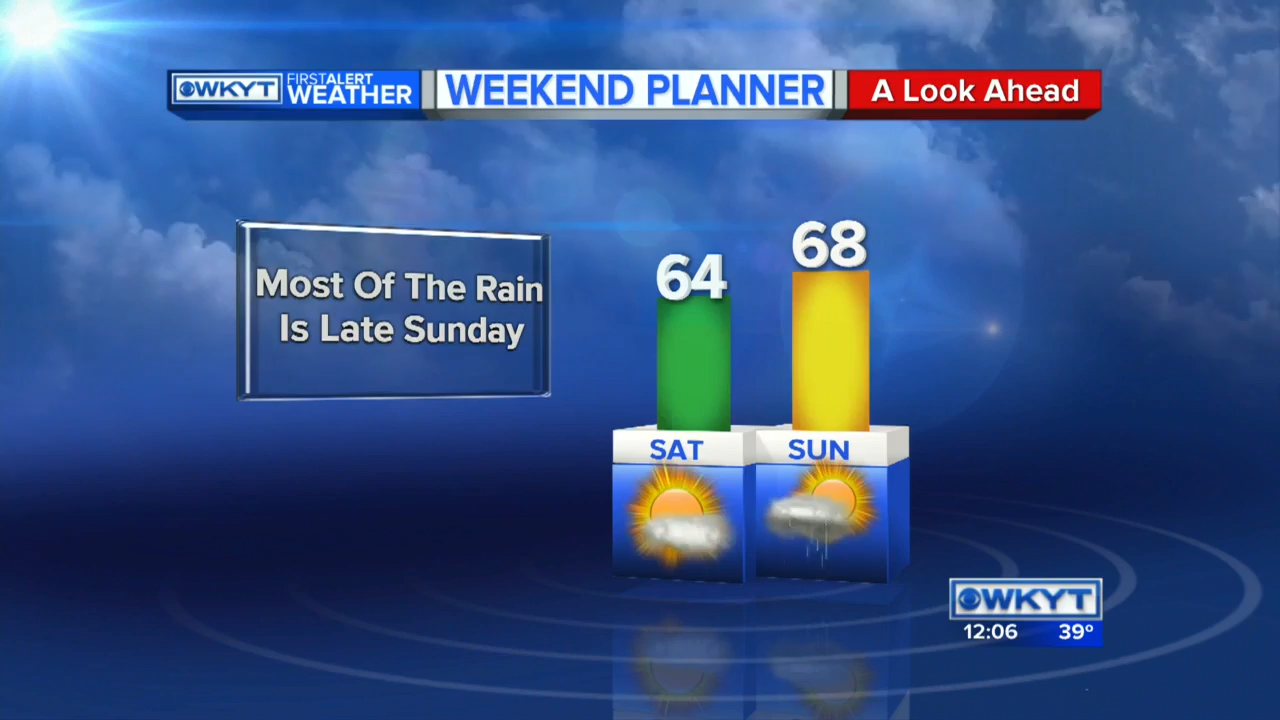 WKYT FIRST ALERT WEATHER
WEEKEND PLANNER
A Look Ahead
Most Of The Rain
Is Late Sunday
64
68
SAT
SUN
WKYT
12:06 39°